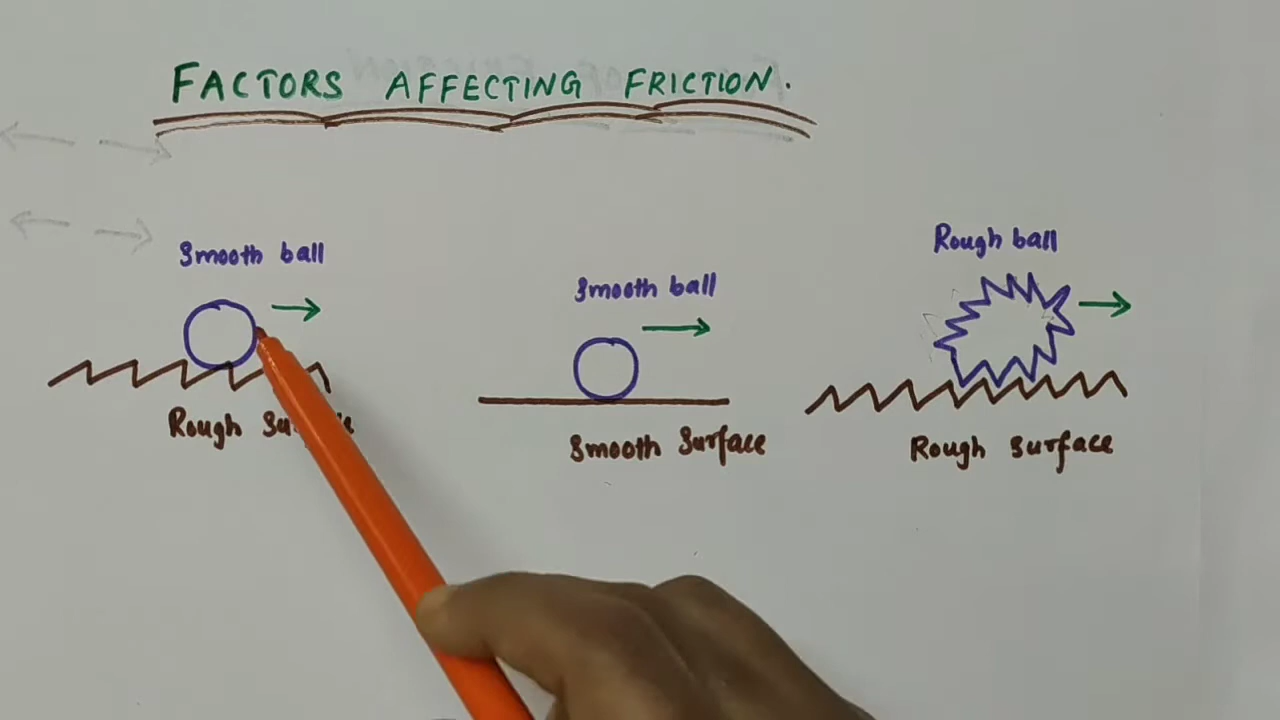 FACTORS AFFECTING FRICTION.
Smooth ball
Rough
Smooth ball
Smooth Surface
Rough ball
Rough surface